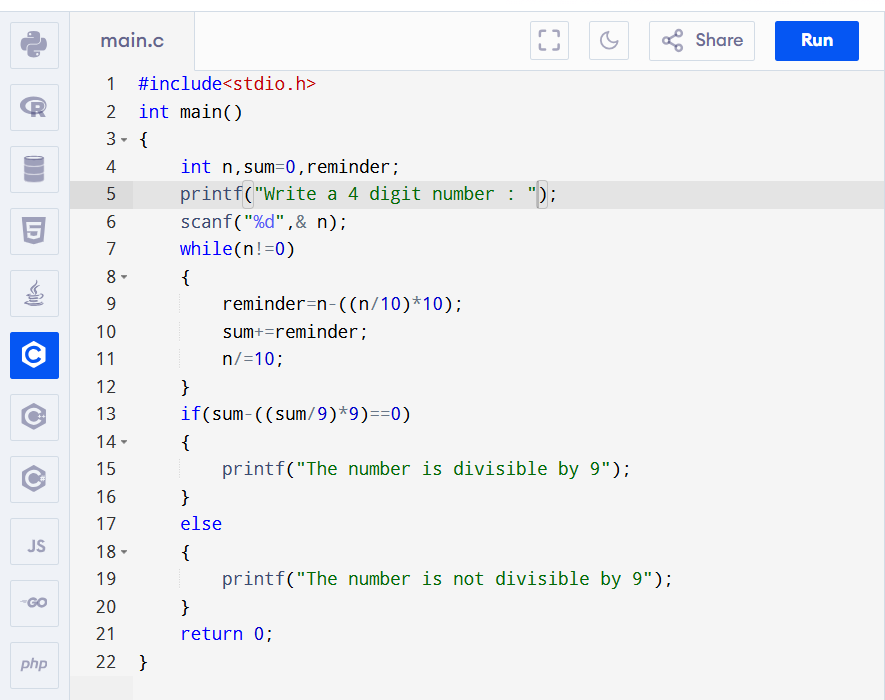 main.c
Share
Run
1 #include<stdio.h>
2 int main()
3 {
4 int n,sum=0,reminder;
5 printf("Write a 4 digit number : ");
6 scanf("%d",& n);
7 while(n!=0)
8 {
9 reminder=n-((n/10)*10);
10 sum+=reminder;
11 n/=10;
12 }
13 if(sum-((sum/9)*9)==0)
14 {
15 printf("The number is divisible by 9");
16 }
17 else
18 {
19 printf("The number is not divisible by 9");
20 }
21 return 0;
22 }
R
5
C
C
C
JS
GO
php